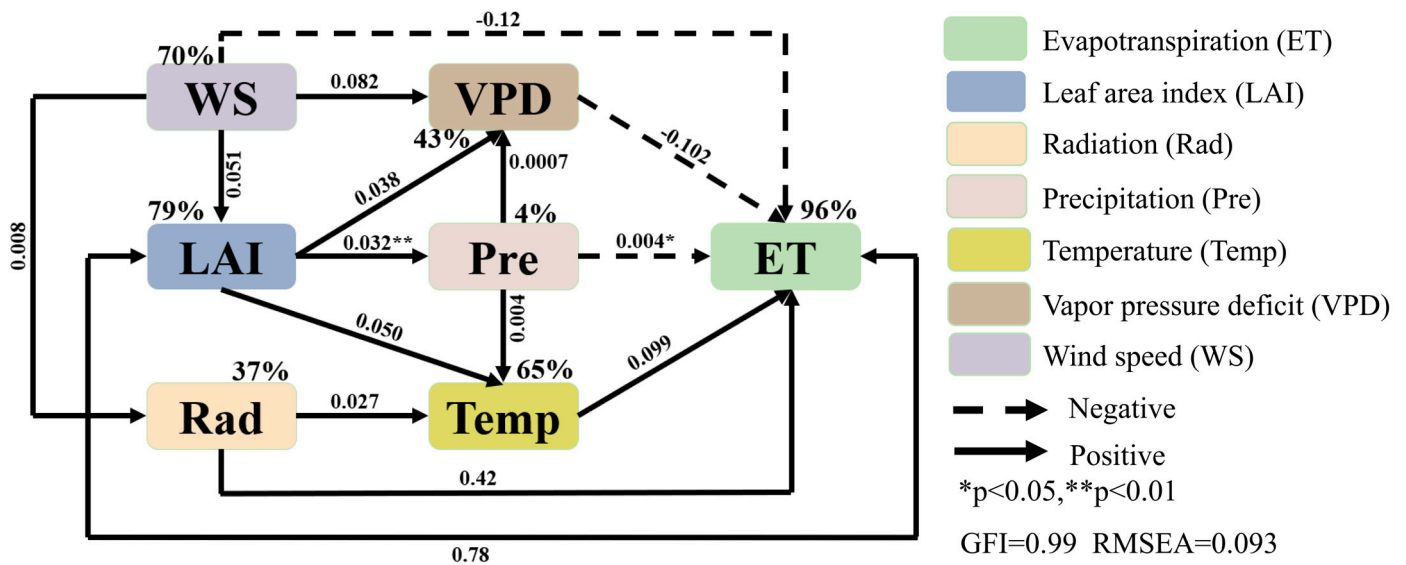 -0.12
70%
WS
0.082
VPD
43%
-0.102
0.051
0.038
0.0007
0.008
79%
LAI
0.032**
4%
Pre
0.004*
96%
ET
0.050
0.004
0.099
37%
Rad
0.027
65%
Temp
0.42
0.78
Evapotranspiration (ET)
Leaf area index (LAI)
Radiation (Rad)
Precipitation (Pre)
Temperature (Temp)
Vapor pressure deficit (VPD)
Wind speed (WS)
Negative
Positive
*p<0.05,**p<0.01
GFI=0.99 RMSEA=0.093